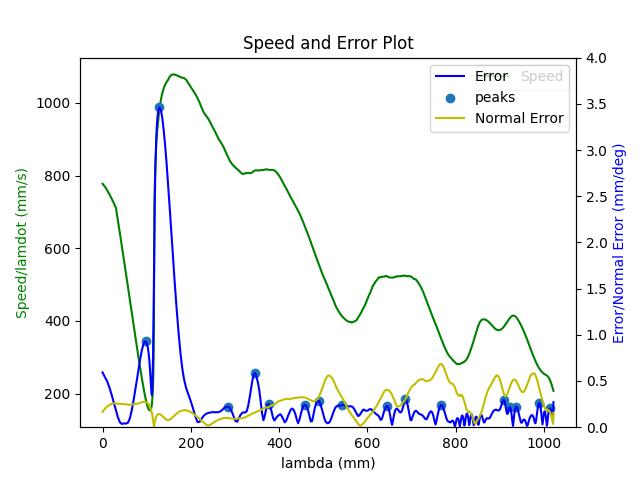 Speed and Error Plot
Error
Speed
peaks
Normal Error
1000
800
600
400
200
Speed/lamdot (mm/s)
4.0
3.5
3.0
2.5
2.0
1.5
1.0
0.5
0.0
Error/Normal Error (mm/deg)
0
200
400
600
800
1000
lambda (mm)